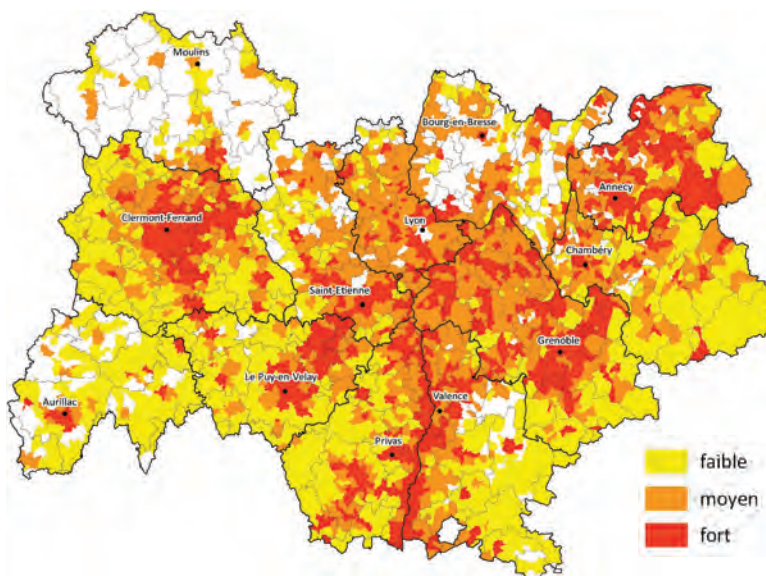 Moulins
Bourg-en-Bresse
Annecy
Clermont-Ferrand
Lyon
Chambéry
Saint-Etienne
Grenoble
Le Puy-en-Velay
Aurillac
Valence
Privas
faible
moyen
fort